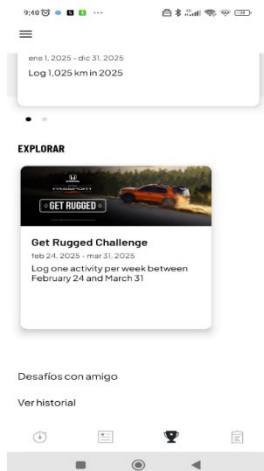 9:40
ene 1, 2025 - dic 31, 2025
Log 1,025 km in 2025
EXPLORAR
PASSPORT
GET RUGGED
Get Rugged Challenge
feb 24, 2025 - mar 31, 2025
Log one activity per week between
February 24 and March 31
Desafíos con amigo
Ver historial